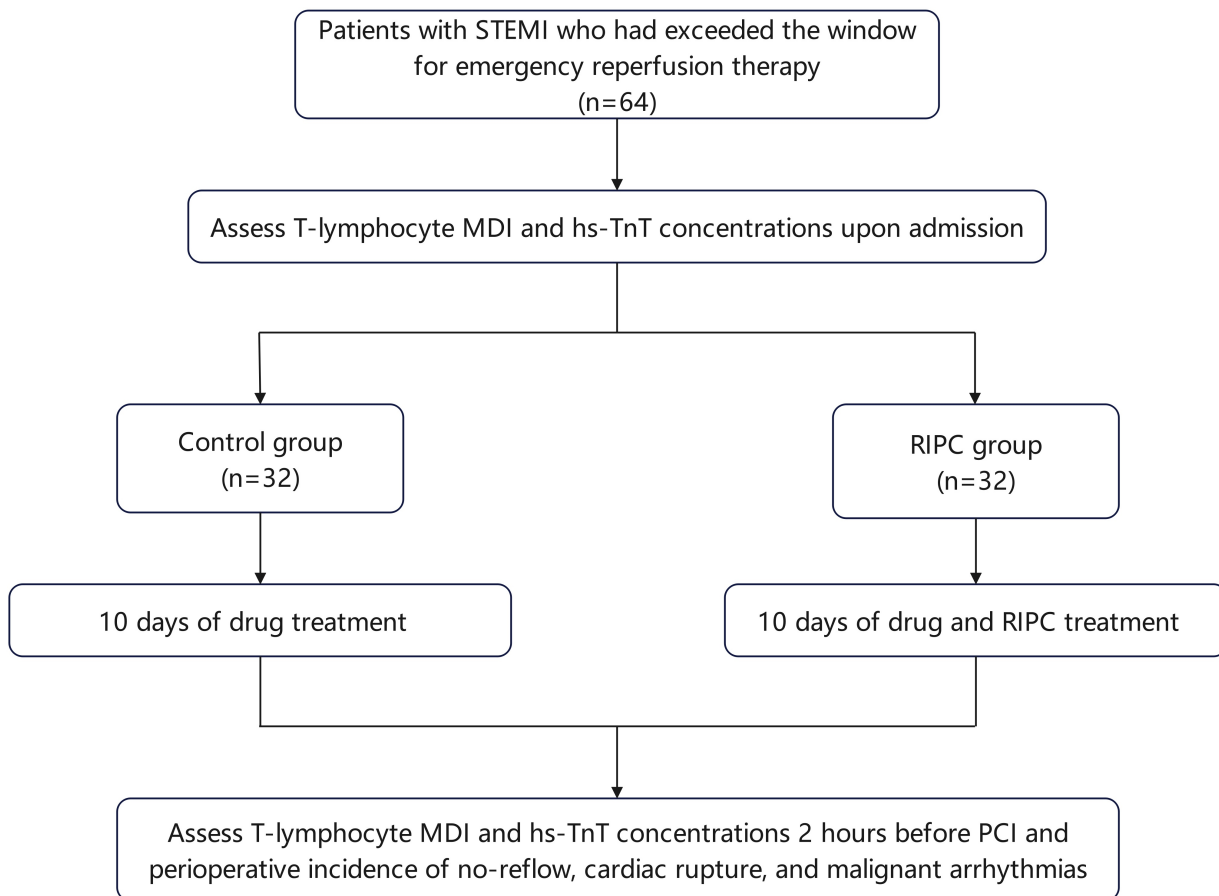 Patients with STEMI who had exceeded the window
for emergency reperfusion therapy
(n=64)
Assess T-lymphocyte MDI and hs-TnT concentrations upon admission
Control group
(n=32)
RIPC group
(n=32)
10 days of drug treatment
10 days of drug and RIPC treatment
Assess T-lymphocyte MDI and hs-TnT concentrations 2 hours before PCI and
perioperative incidence of no-reflow, cardiac rupture, and malignant arrhythmias